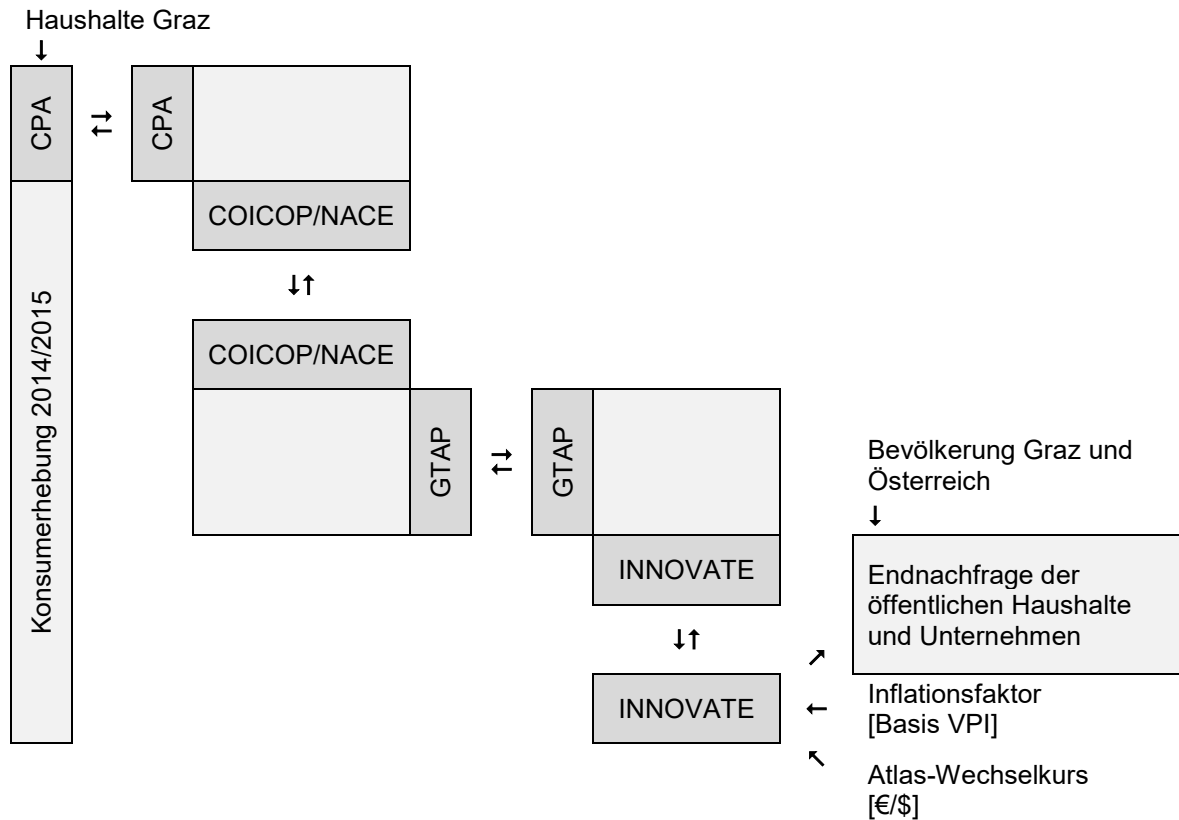 Haushalte Graz
↓
CPA
⇄
CPA
COICOP/NACE
↓↑
Konsumerhebung 2014/2015
COICOP/NACE
GTAP
⇄
GTAP
Bevölkerung Graz und
Österreich
↓
INNOVATE
Endnachfrage der
öffentlichen Haushalte
und Unternehmen
↓↑
↗
INNOVATE
←
Inflationsfaktor
[Basis VPI]
↖
Atlas-Wechselkurs
[€/$]